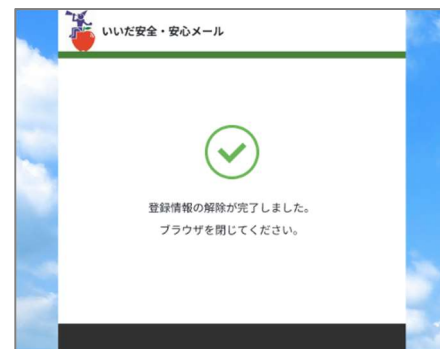 いいだ安全・安心メール
登録情報の解除が完了しました。
ブラウザを閉じてください。